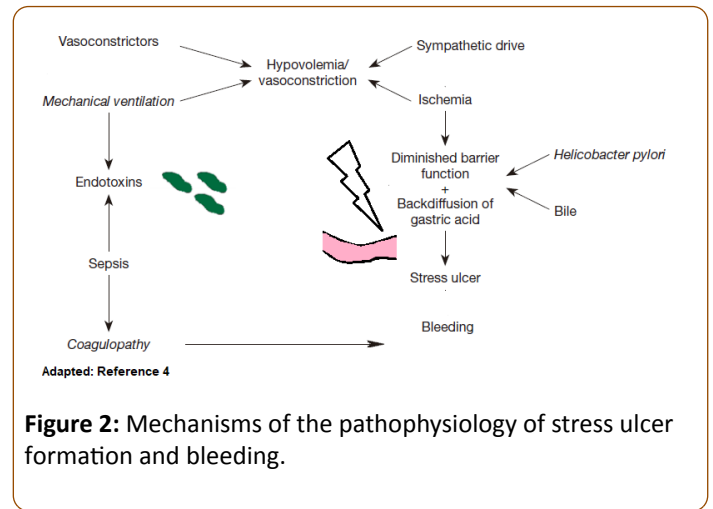 Vasoconstrictors
Sympathetic drive
Hypovolemia/
vasoconstriction
Mechanical ventilation
Ischemia
Diminished barrier
function
+
Backdiffusion of
gastric acid
Helicobacter pylori
Endotoxins
Bile
Sepsis
Stress ulcer
Bleeding
Coagulopathy
Adapted: Reference 4
Figure 2: Mechanisms of the pathophysiology of stress ulcer
formation and bleeding.